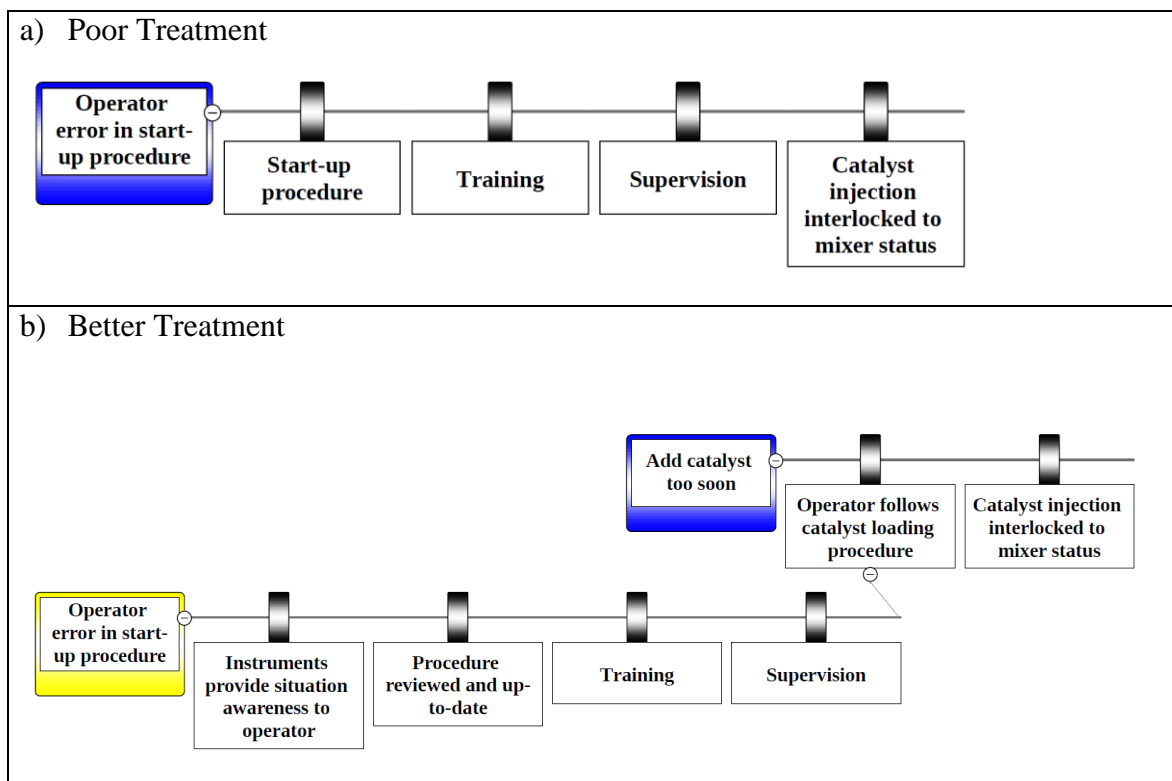 a) Poor Treatment
Operator
error in start-
up procedure
Start-up
procedure
Training
Supervision
Catalyst
injection
interlocked to
mixer status
b) Better Treatment
Add catalyst
too soon
Operator follows
catalyst loading
procedure
Catalyst injection
interlocked to
mixer status
Operator
error in start-
up procedure
Instruments
provide situation
awareness to
operator
Procedure
reviewed and up-
to-date
Training
Supervision